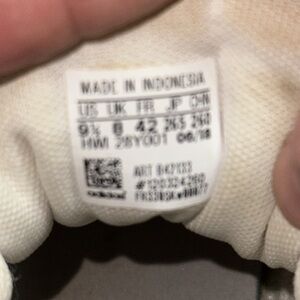 MADE IN INDONESIA
US UK FR JP CHN
9½ 8 42 265 260
HWI 28Y001 06/18
ART B42133
#120324260